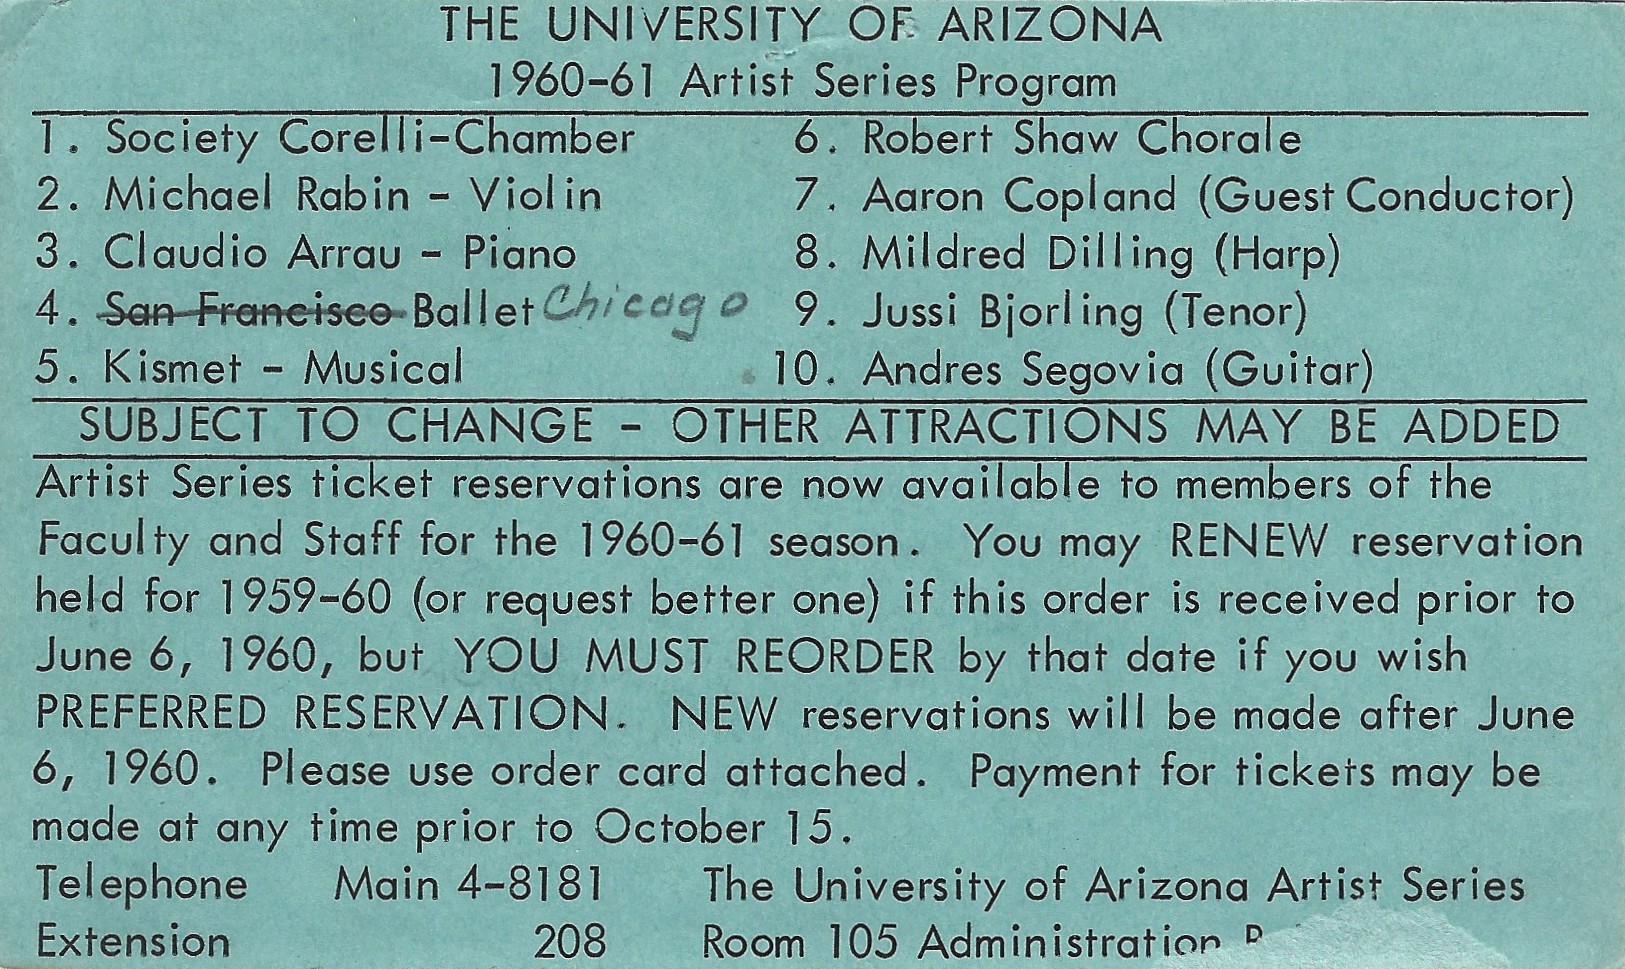 THE UNIVERSITY OF ARIZONA
1960-61 Artist Series Program
1. Society Corelli-Chamber
2. Michael Rabin - Violin
3. Claudio Arrau - Piano
4. San Francisco Ballet Chicago
5. Kismet - Musical
6. Robert Shaw Chorale
7. Aaron Copland (Guest Conductor)
8. Mildred Dilling (Harp)
9. Jussi Bjorling (Tenor)
10. Andres Segovia (Guitar)
SUBJECT TO CHANGE - OTHER ATTRACTIONS MAY BE ADDED
Artist Series ticket reservations are now available to members of the
Faculty and Staff for the 1960-61 season. You may RENEW reservation
held for 1959-60 (or request better one) if this order is received prior to
June 6, 1960, but YOU MUST REORDER by that date if you wish
PREFERRED RESERVATION. NEW reservations will be made after June
6, 1960. Please use order card attached. Payment for tickets may be
made at any time prior to October 15.
Telephone Main 4-8181 The University of Arizona Artist Series
Extension 208 Room 105 Administration